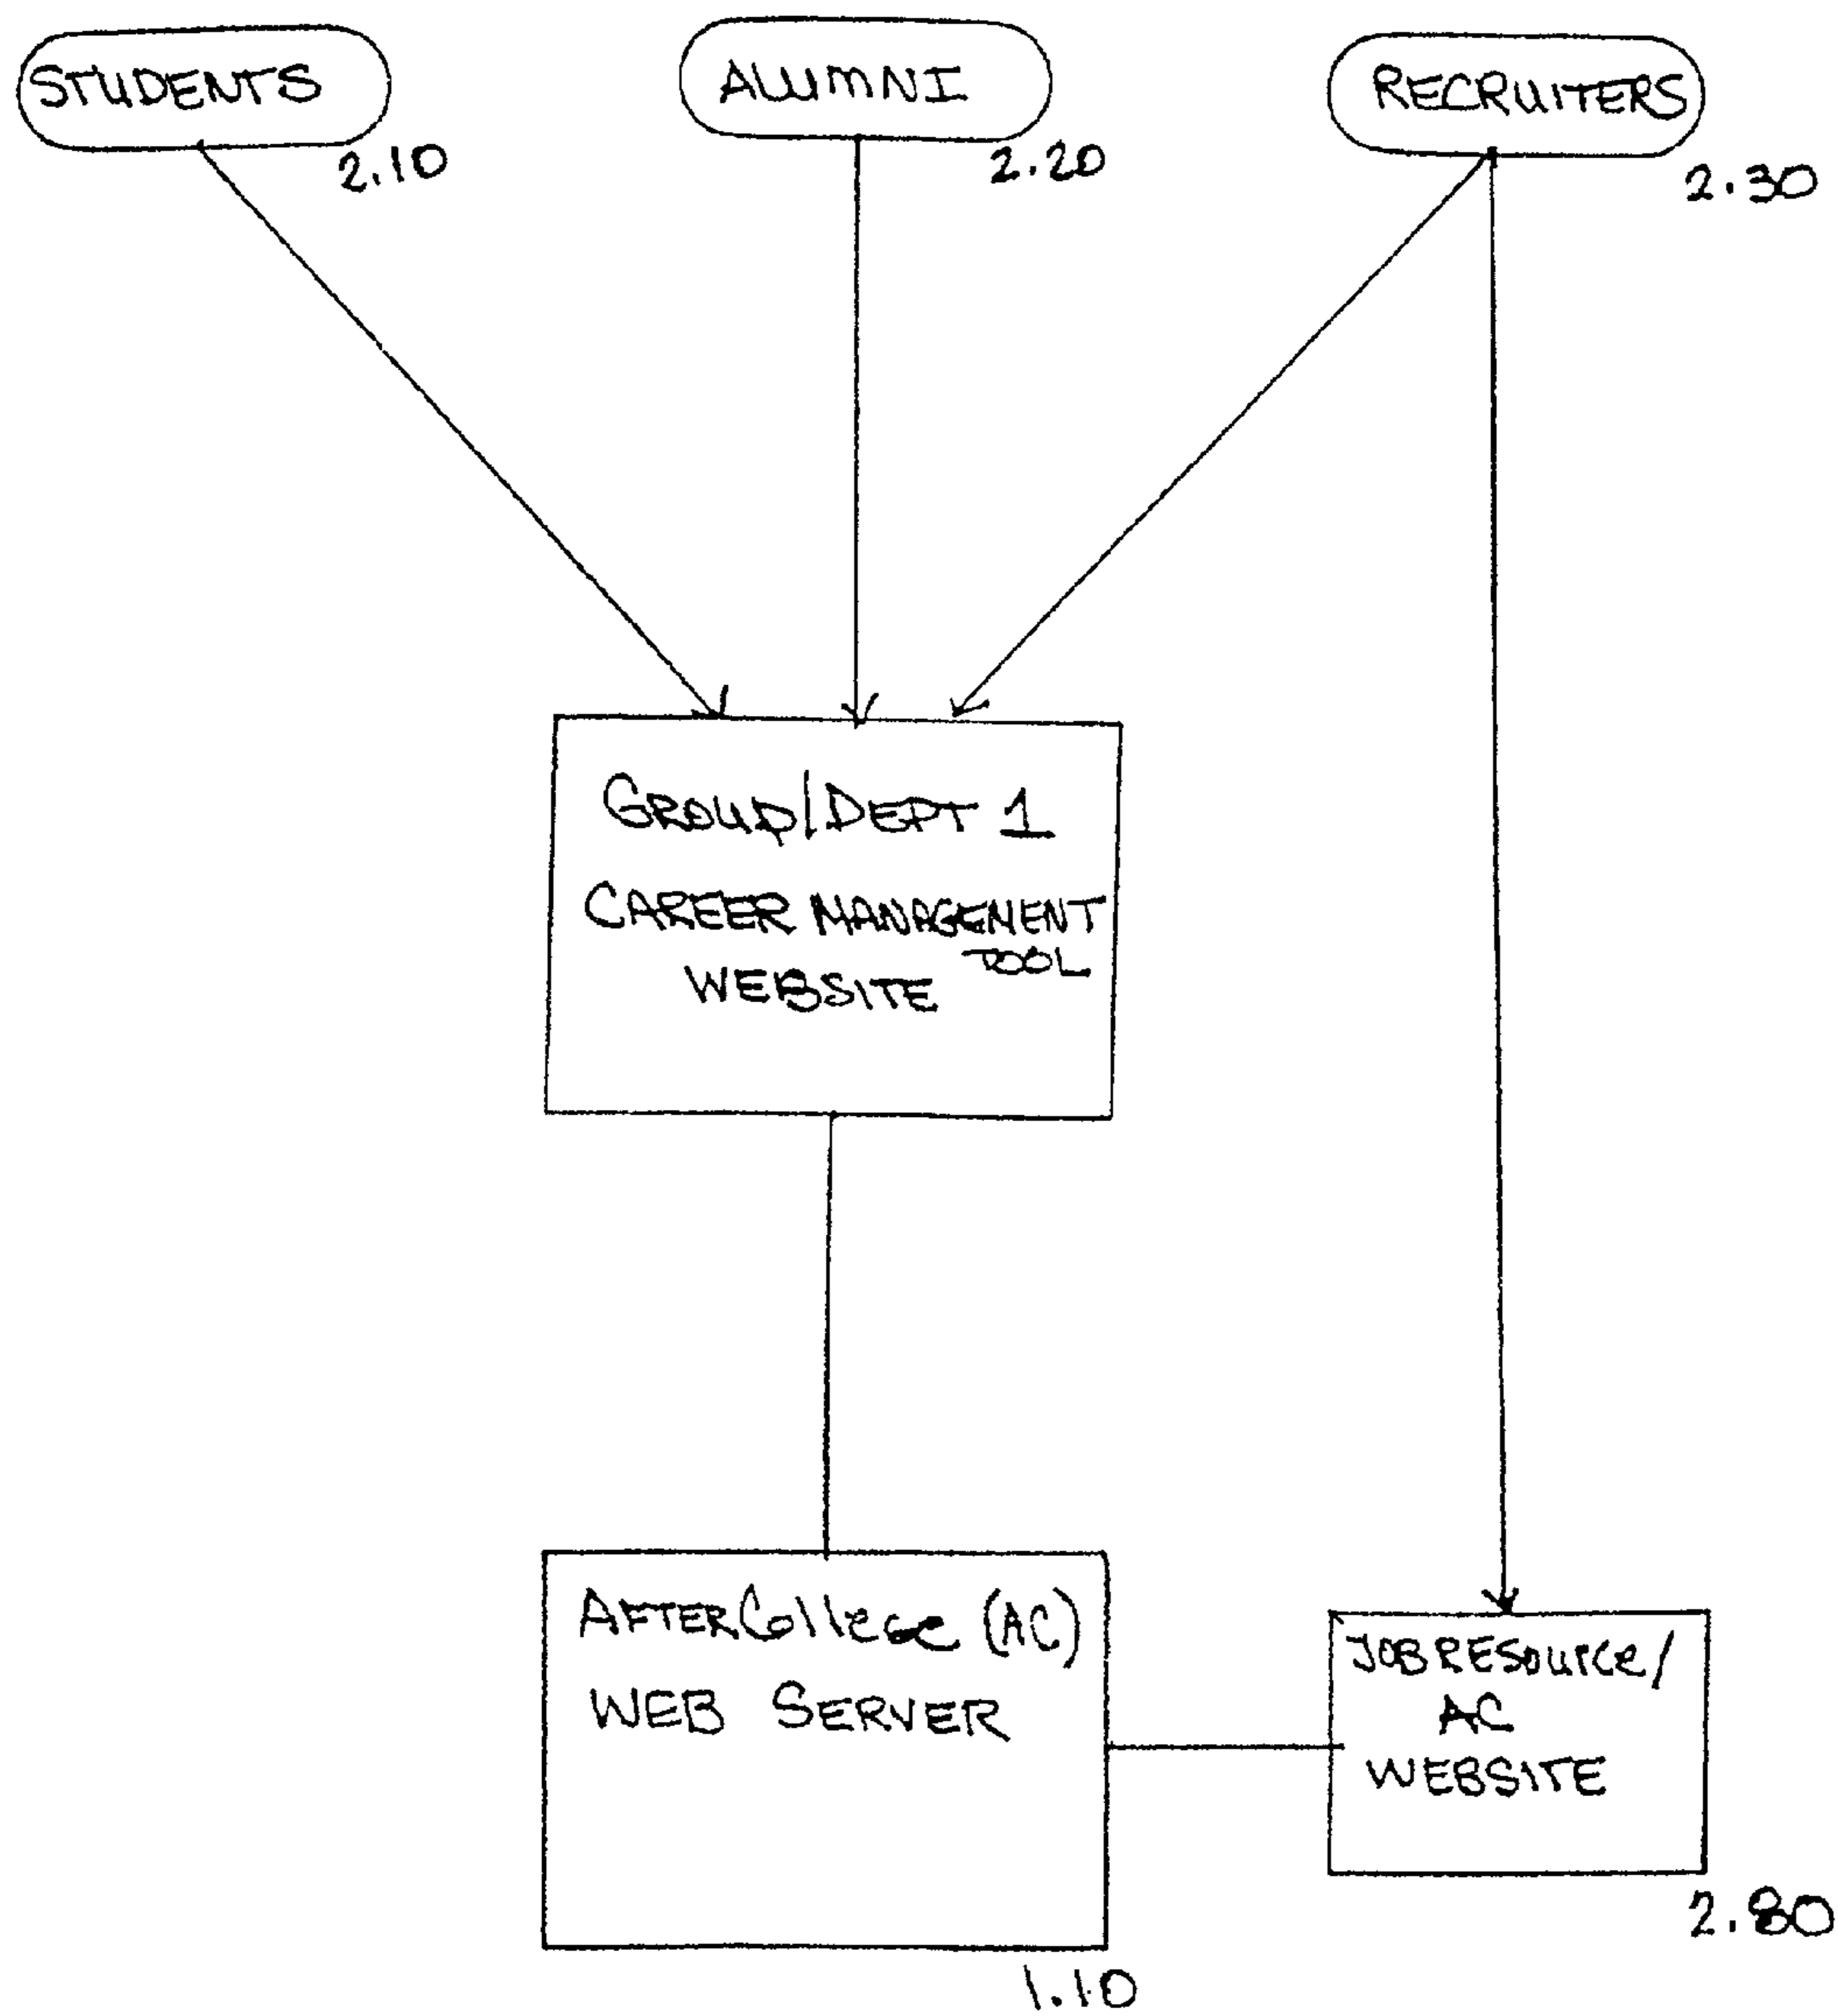 STUDENTS
2.10
ALUMNI
2.20
RECRUITERS
2.30
GROUP/DEPT 1
CAREER MANAGEMENT
TOOL
WEBSITE
AFTERCollege (AC)
WEB SERVER
1.10
JOBRESOURCe/
AC
WEBSITE
2.80